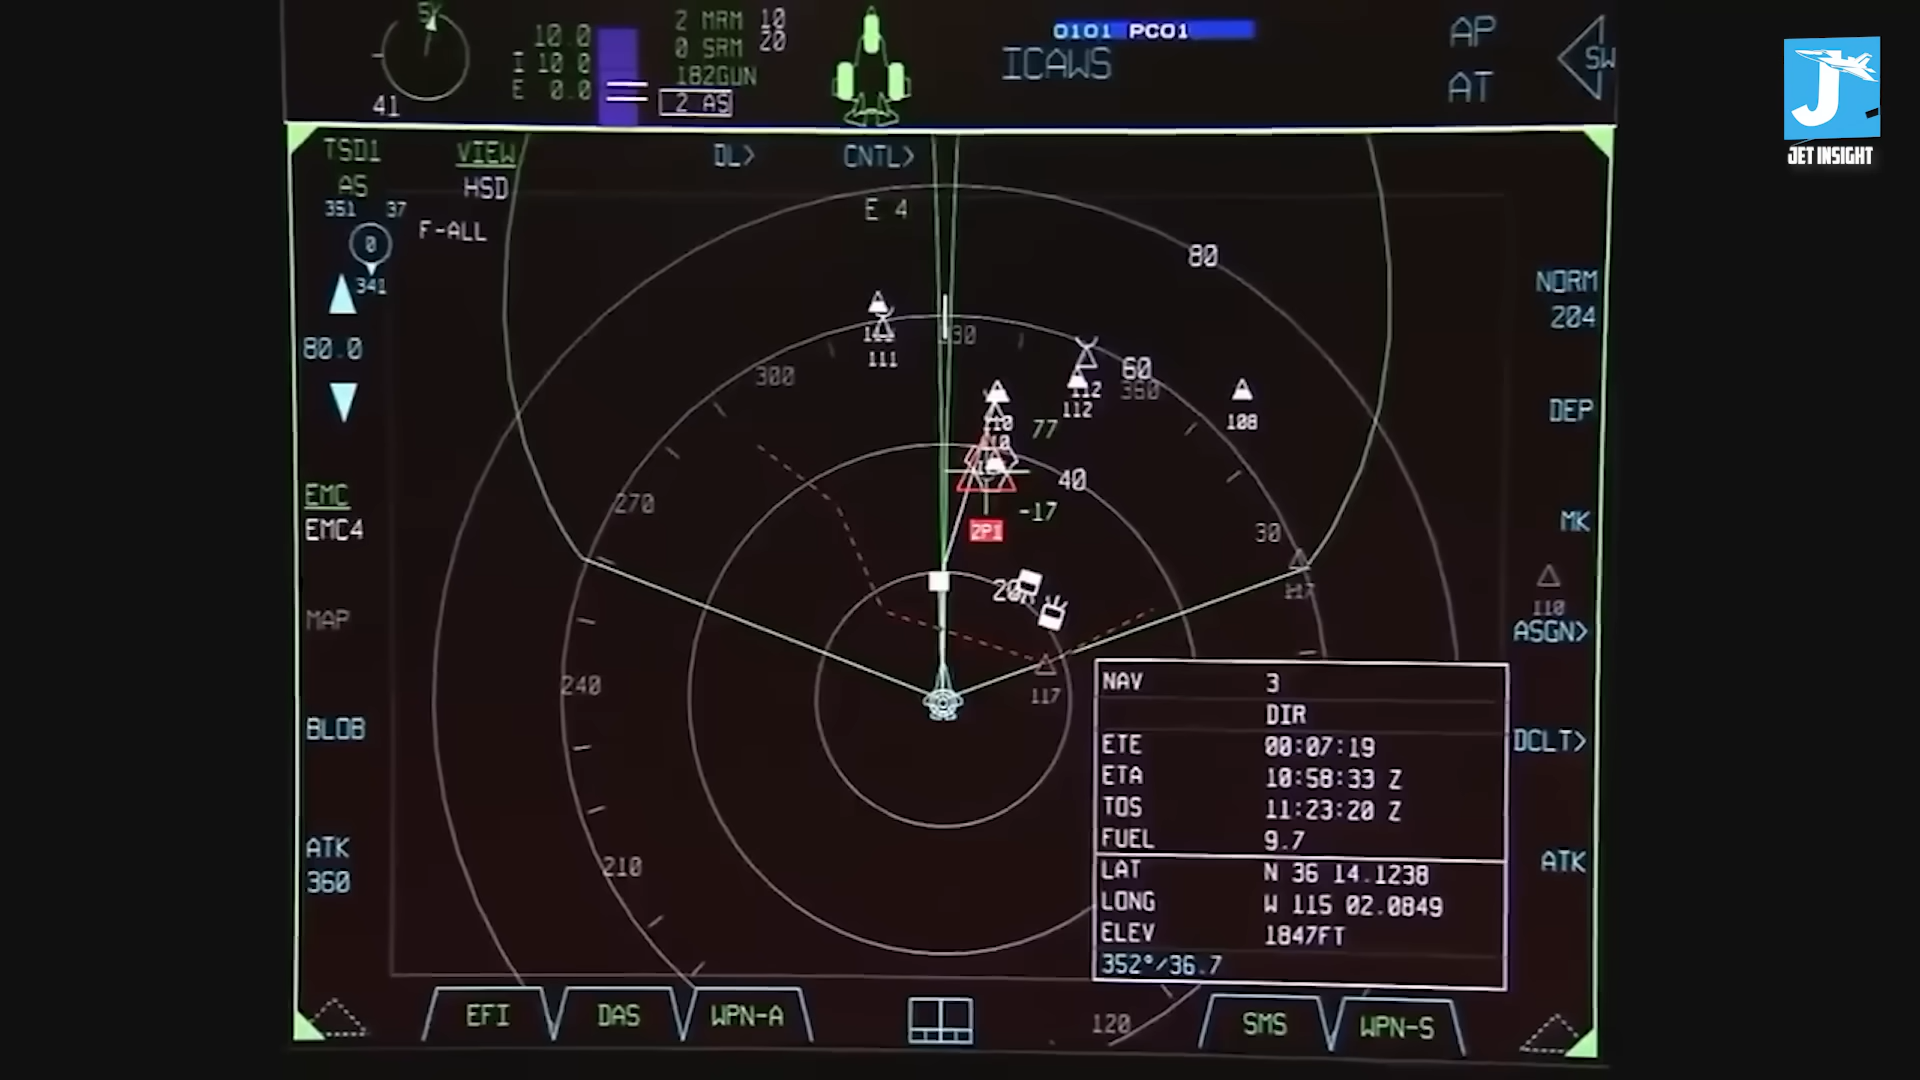 SW
10.0
I 10 0
E 0.0
41
2 MRM 10
0 SRM 20
182GUN
2 AS
0101 PC01
ICAWS
AP
AT
SW
JET INSIGHT
TSD1
AS
VIEW
HSD
DL>
CNTL>
351 37
0
341
F-ALL
E 4
80
80.0
NORM
204
330
111
60
300
360
112
112
108
77
110
DEP
40
EMC
EMC4
270
-17
2P1
30
MK
20
117
110
ASGN>
MAP
240
117
BLOB
DCLT>
NAV 3
DIR
ETE 00:07:19
ETA 10:58:33 Z
TOS 11:23:20 Z
FUEL 9.7
LAT N 36 14.1238
LONG W 115 02.0849
ELEV 1847FT
352°/36.7
ATK
360
210
ATK
EFI
DAS
WPN-A
120
SMS
WPN-S